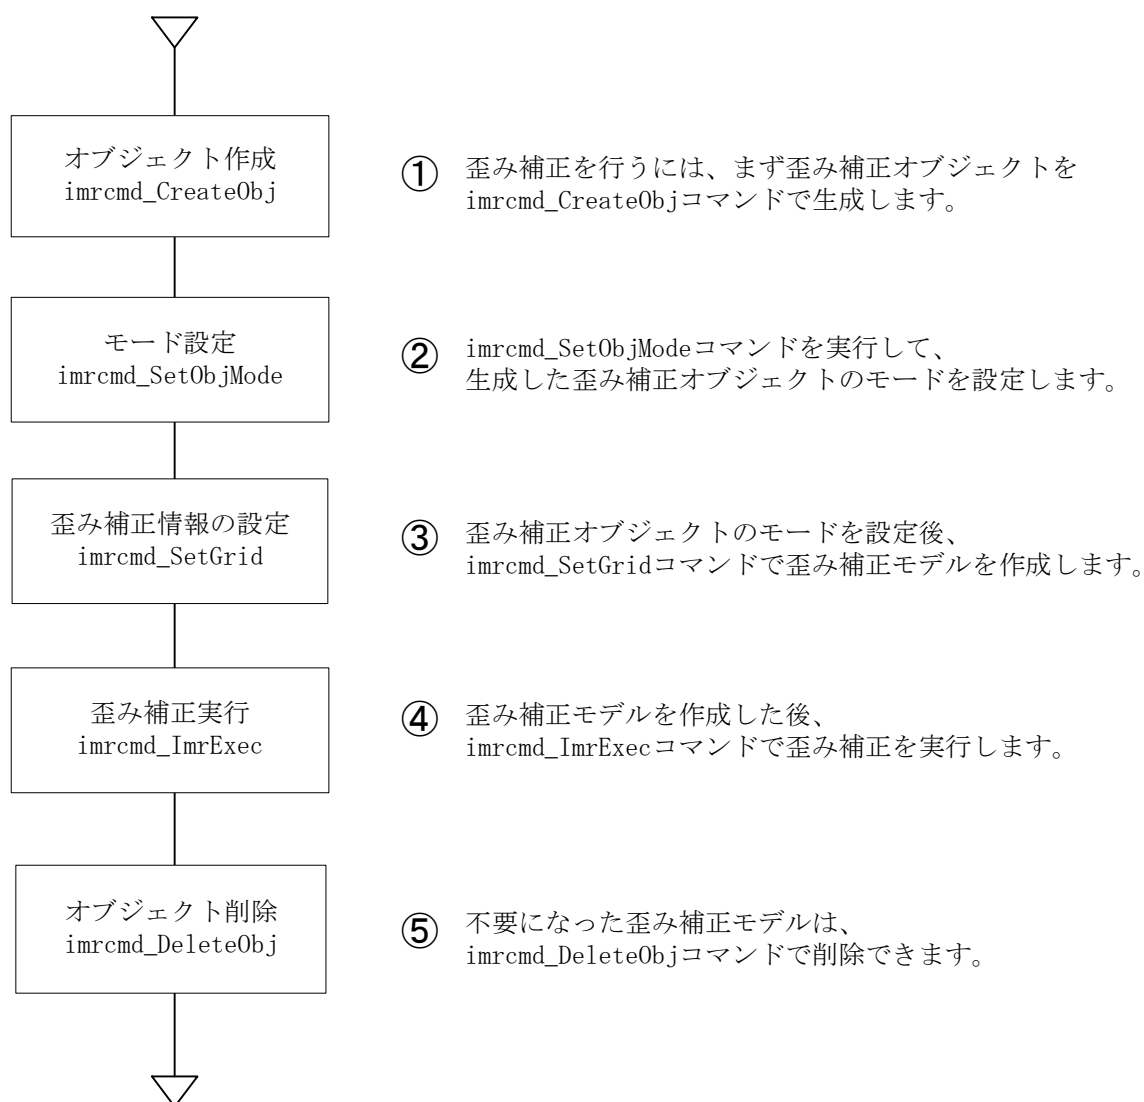 オブジェクト作成
imrcmd_CreateObj
① 歪み補正を行うには、まず歪み補正オブジェクトを
imrcmd_CreateObjコマンドで生成します。
モード設定
imrcmd_SetObjMode
② imrcmd_SetObjModeコマンドを実行して、
生成した歪み補正オブジェクトのモードを設定します。
歪み補正情報の設定
imrcmd_SetGrid
③ 歪み補正オブジェクトのモードを設定後、
imrcmd_SetGridコマンドで歪み補正モデルを作成します。
歪み補正実行
imrcmd_ImrExec
④ 歪み補正モデルを作成した後、
imrcmd_ImrExecコマンドで歪み補正を実行します。
オブジェクト削除
imrcmd_DeleteObj
⑤ 不要になった歪み補正モデルは、
imrcmd_DeleteObjコマンドで削除できます。